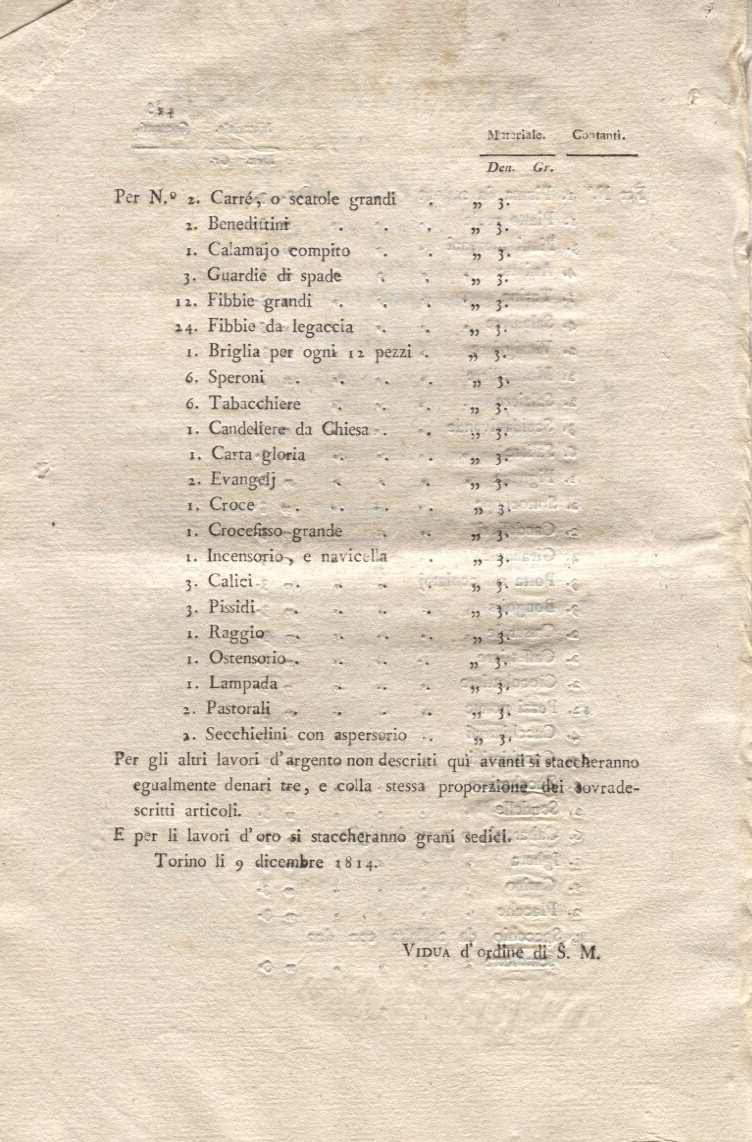 Materiale. Contanti.
Den. Gr.
Per N.º 2. Carré, o scatole grandi . „ 3.
2. Benedittini . . . „ 3.
1. Calamajo compito . . „ 3.
3. Guardie di spade . . „ 3.
12. Fibbie grandi . . . „ 3.
24. Fibbie da legaccia . . „ 3.
1. Briglia per ogni 12 pezzi . „ 3.
6. Speroni . . . . „ 3.
6. Tabacchiere . . . „ 3.
1. Candeliere da Chiesa . . „ 3.
1. Carta gloria . . . „ 3.
2. Evangelj . . . . „ 3.
1. Croce . . . . . „ 3.
1. Crocefisso grande . . „ 3.
1. Incensorio, e navicella . „ 3.
3. Calici . . . . „ 3.
3. Pissidi . . . . „ 3.
1. Raggio . . . . „ 3.
1. Ostensorio . . . . „ 3.
1. Lampada . . . . „ 3.
2. Pastorali . . . . „ 3.
2. Secchielini con aspersorio . „ 3.
Per gli altri lavori d'argento non descritti qui avanti si staccheranno
egualmente denari tre, e colla stessa proporzione dei sovrade-
scritti articoli.
E per li lavori d'oro si staccheranno grani sedici.
Torino li 9 dicembre 1814.
VIDUA d'ordine di S. M.